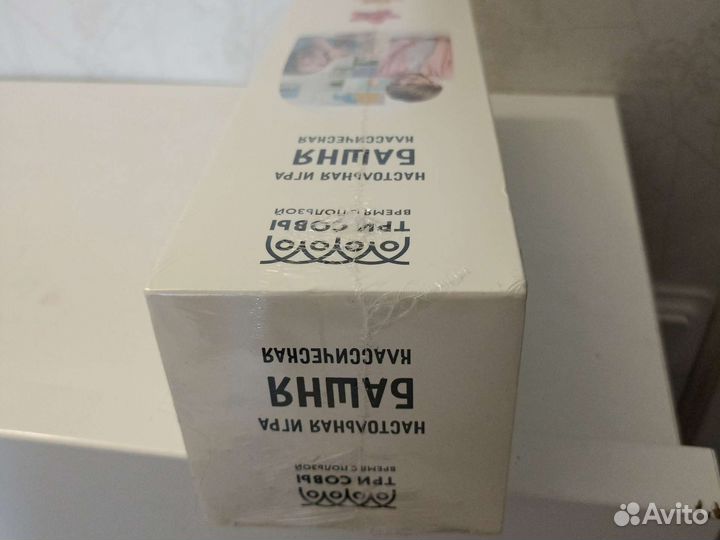 ТРИ СОВЫ
ВРЕМЯ С ПОЛЬЗОЙ
НАСТОЛЬНАЯ ИГРА
БАШНЯ
КЛАССИЧЕСКАЯ
ТРИ СОВЫ
ВРЕМЯ С ПОЛЬЗОЙ
НАСТОЛЬНАЯ ИГРА
БАШНЯ
КЛАССИЧЕСКАЯ
Avito